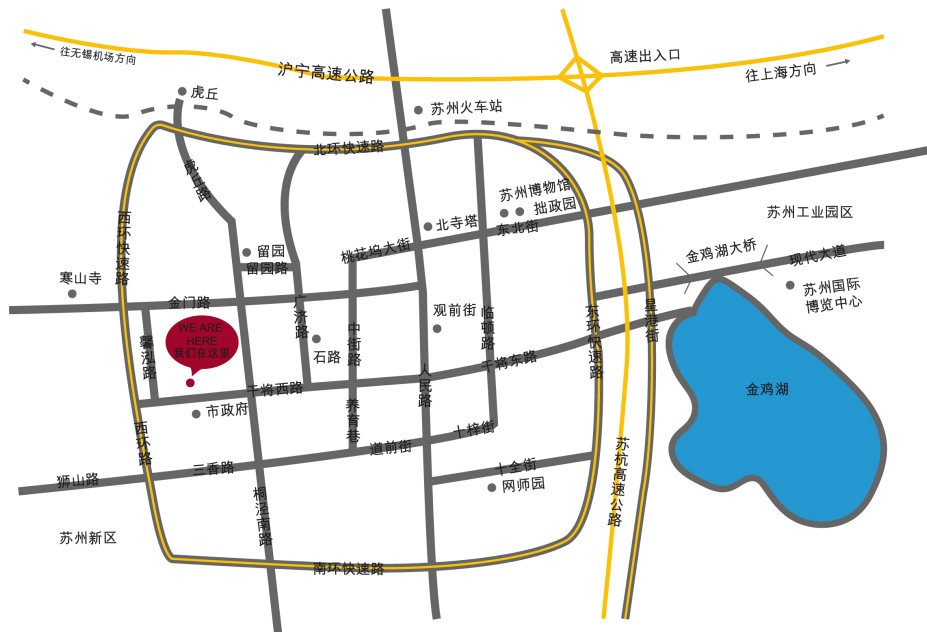 高速出入口
往无锡机场方向
沪宁高速公路
往上海方向
虎丘
苏州火车站
北环快速路
虎丘路
苏州博物馆
拙政园
苏州工业园区
西环快速路
北寺塔
东北街
桃花坞大街
留园
留园路
金鸡湖大桥
现代大道
寒山寺
苏州国际
博览中心
金门路
广济路
观前街
临顿路
东环快速路
星港街
WE ARE
HERE
我们在这里
馨泓路
中街路
石路
干将东路
人民路
干将西路
金鸡湖
市政府
养育巷
西环路
道前街
十梓街
苏杭高速公路
三香路
十全街
狮山路
网师园
桐泾南路
苏州新区
南环快速路